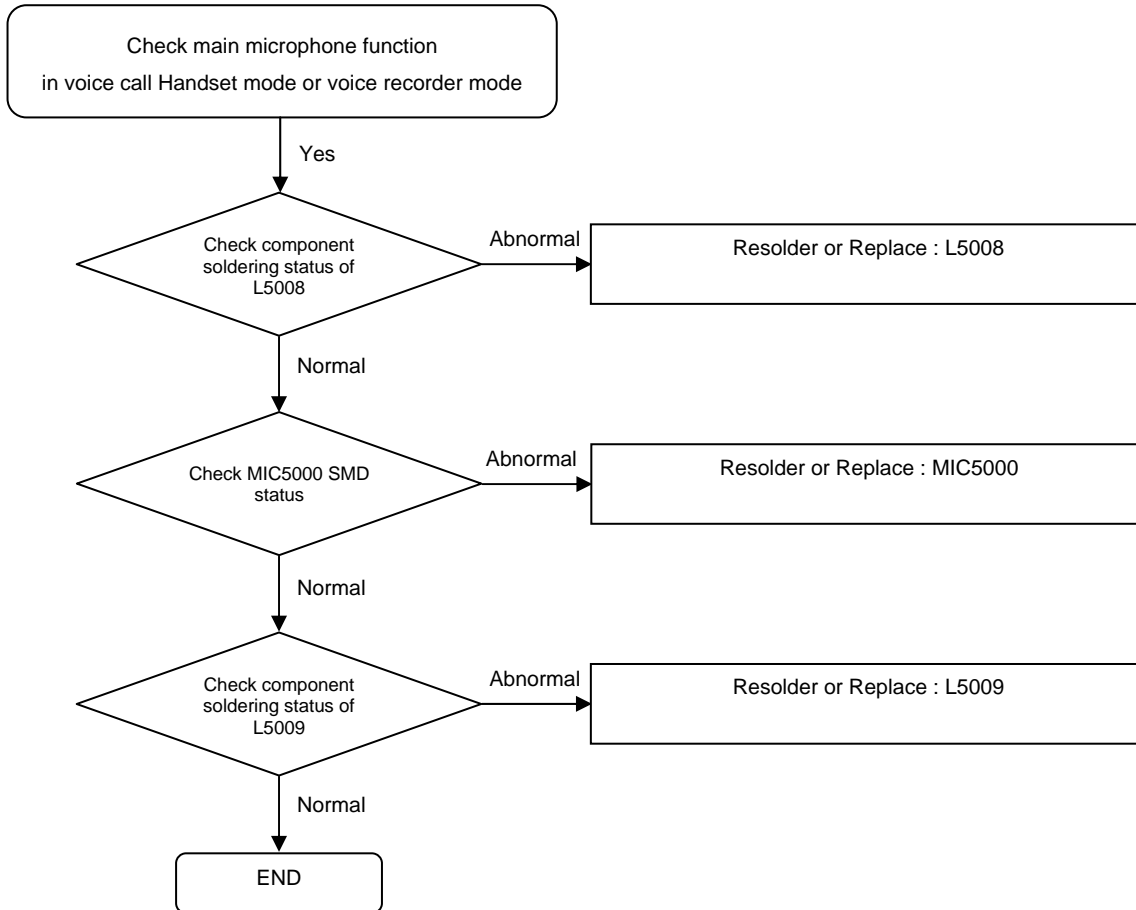 Check main microphone function
in voice call Handset mode or voice recorder mode
Yes
Check component
soldering status of
L5008
Abnormal
Resolder or Replace : L5008
Normal
Check MIC5000 SMD
status
Abnormal
Resolder or Replace : MIC5000
Normal
Check component
soldering status of
L5009
Abnormal
Resolder or Replace : L5009
Normal
END